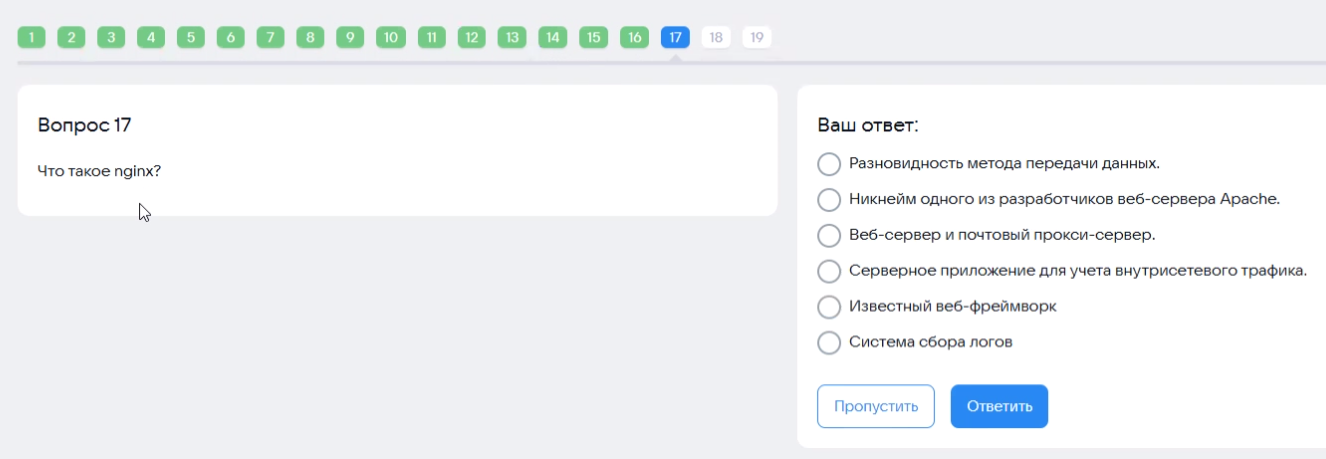 1 2 3 4 5 6 7 8 9 10 11 12 13 14 15 16 17 18 19
Вопрос 17
Что такое nginx?
Ваш ответ:
Разновидность метода передачи данных.
Никнейм одного из разработчиков веб-сервера Apache.
Веб-сервер и почтовый прокси-сервер.
Серверное приложение для учета внутрисетевого трафика.
Известный веб-фреймворк
Система сбора логов
Пропустить Ответить